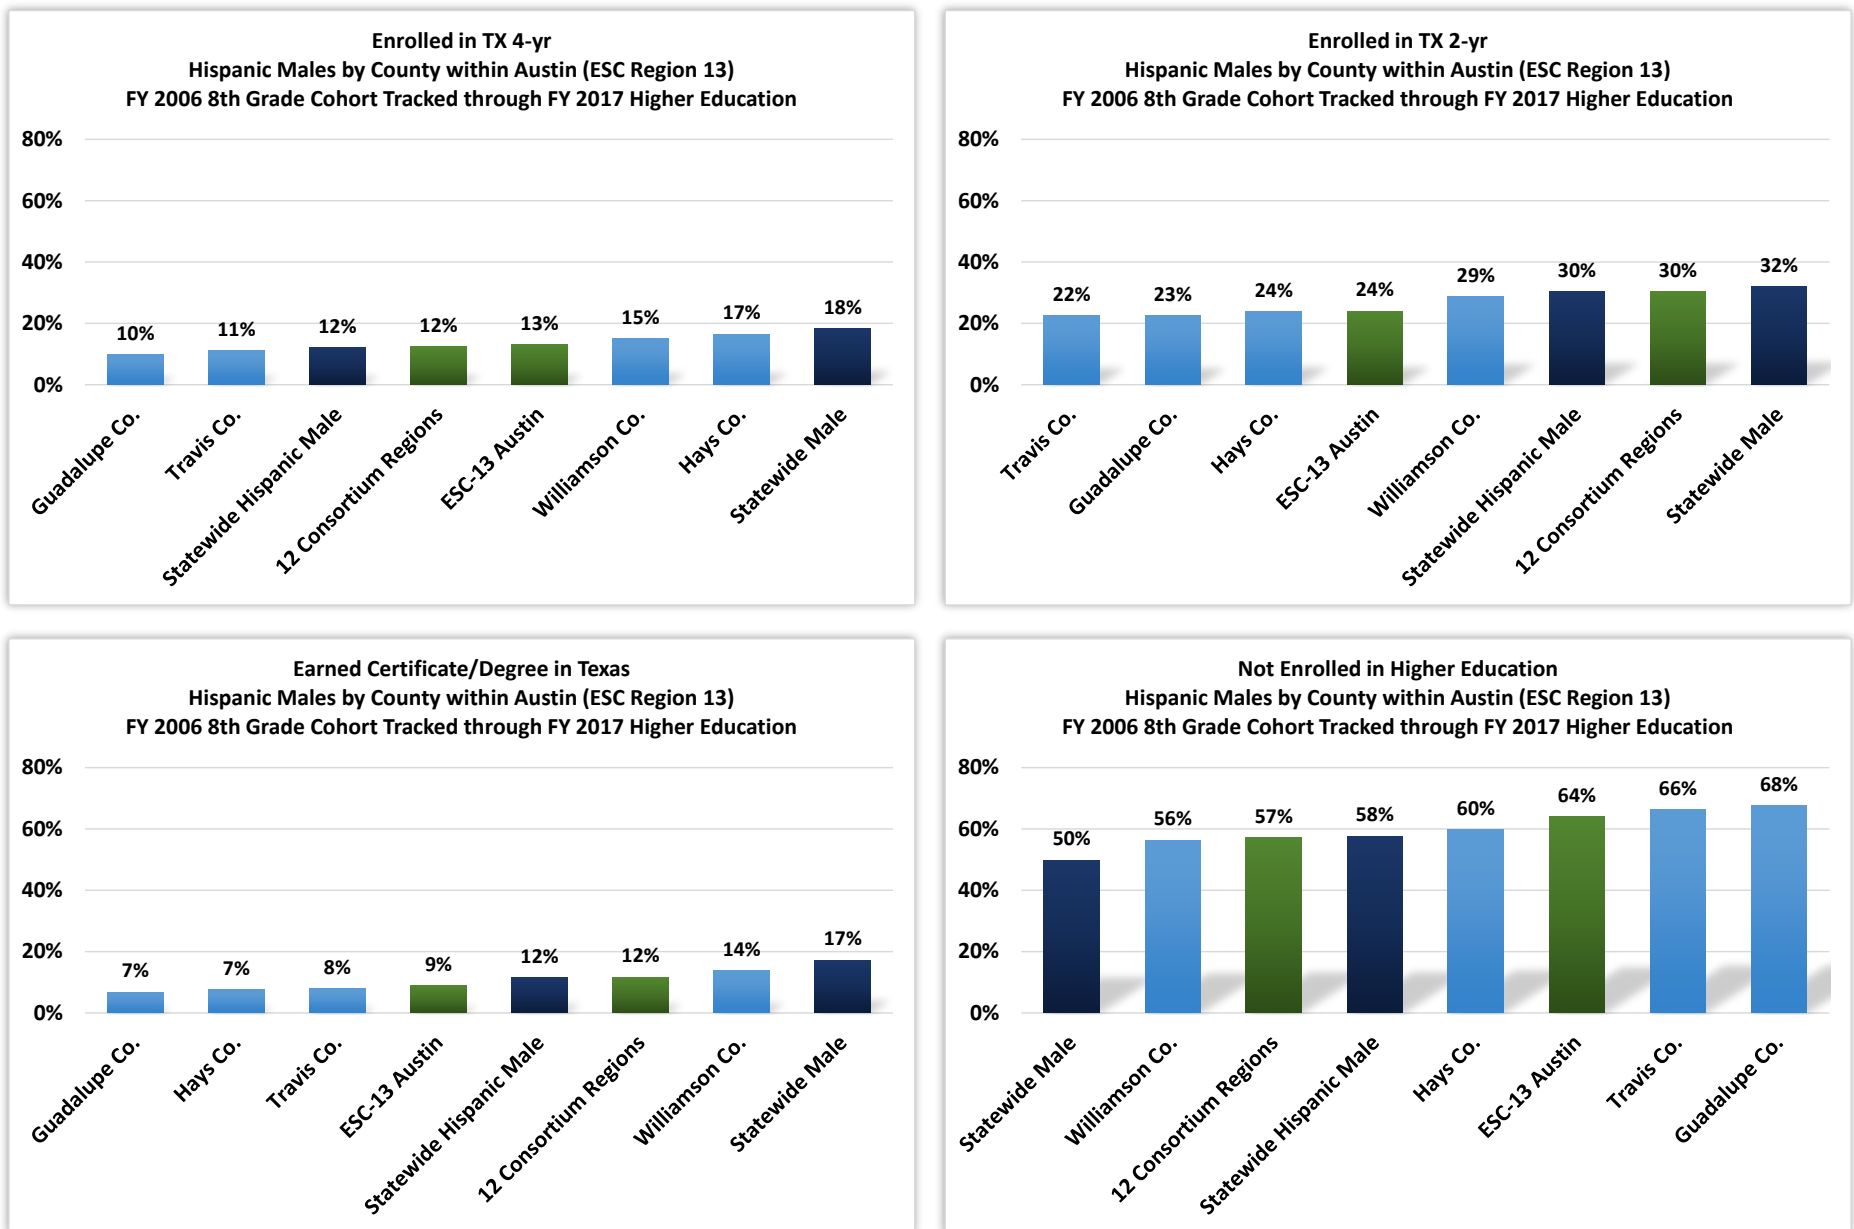 Enrolled in TX 4-yr
Hispanic Males by County within Austin (ESC Region 13)
FY 2006 8th Grade Cohort Tracked through FY 2017 Higher Education
80%
60%
40%
20%
0%
10%
11%
12%
12%
13%
15%
17%
18%
Guadalupe Co.
Travis Co.
Statewide Hispanic Male
12 Consortium Regions
ESC-13 Austin
Williamson Co.
Hays Co.
Statewide Male
Enrolled in TX 2-yr
Hispanic Males by County within Austin (ESC Region 13)
FY 2006 8th Grade Cohort Tracked through FY 2017 Higher Education
80%
60%
40%
20%
0%
22%
23%
24%
24%
29%
30%
30%
32%
Travis Co.
Guadalupe Co.
Hays Co.
ESC-13 Austin
Williamson Co.
Statewide Hispanic Male
12 Consortium Regions
Statewide Male
Earned Certificate/Degree in Texas
Hispanic Males by County within Austin (ESC Region 13)
FY 2006 8th Grade Cohort Tracked through FY 2017 Higher Education
80%
60%
40%
20%
0%
7%
7%
8%
9%
12%
12%
14%
17%
Guadalupe Co.
Hays Co.
Travis Co.
ESC-13 Austin
Statewide Hispanic Male
12 Consortium Regions
Williamson Co.
Statewide Male
Not Enrolled in Higher Education
Hispanic Males by County within Austin (ESC Region 13)
FY 2006 8th Grade Cohort Tracked through FY 2017 Higher Education
80%
60%
40%
20%
0%
50%
56%
57%
58%
60%
64%
66%
68%
Statewide Male
Williamson Co.
12 Consortium Regions
Statewide Hispanic Male
Hays Co.
ESC-13 Austin
Travis Co.
Guadalupe Co.